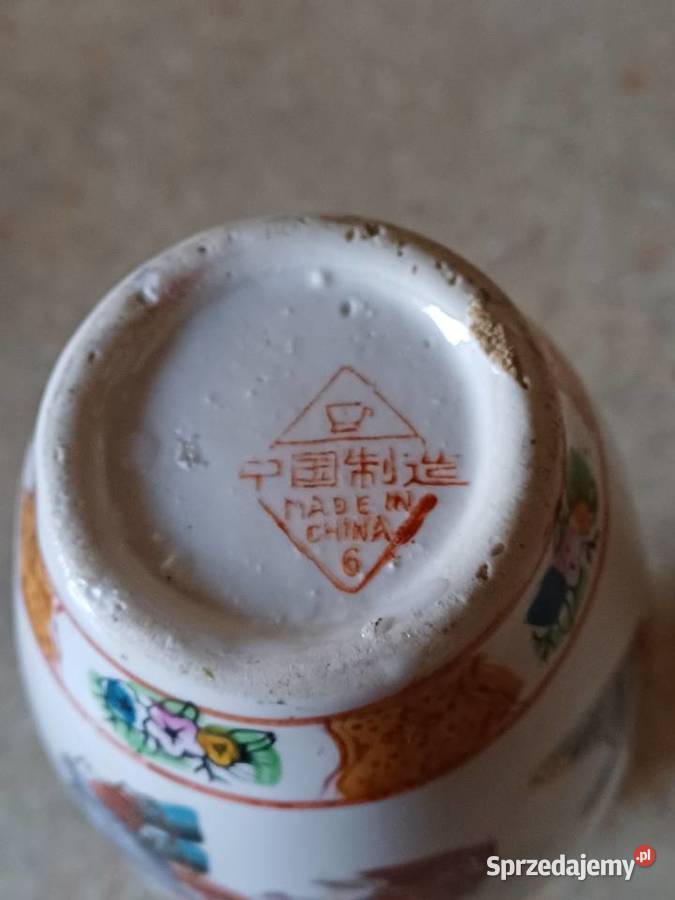 中国制造
MADE IN
CHINA
6
Sprzedajemy.pl